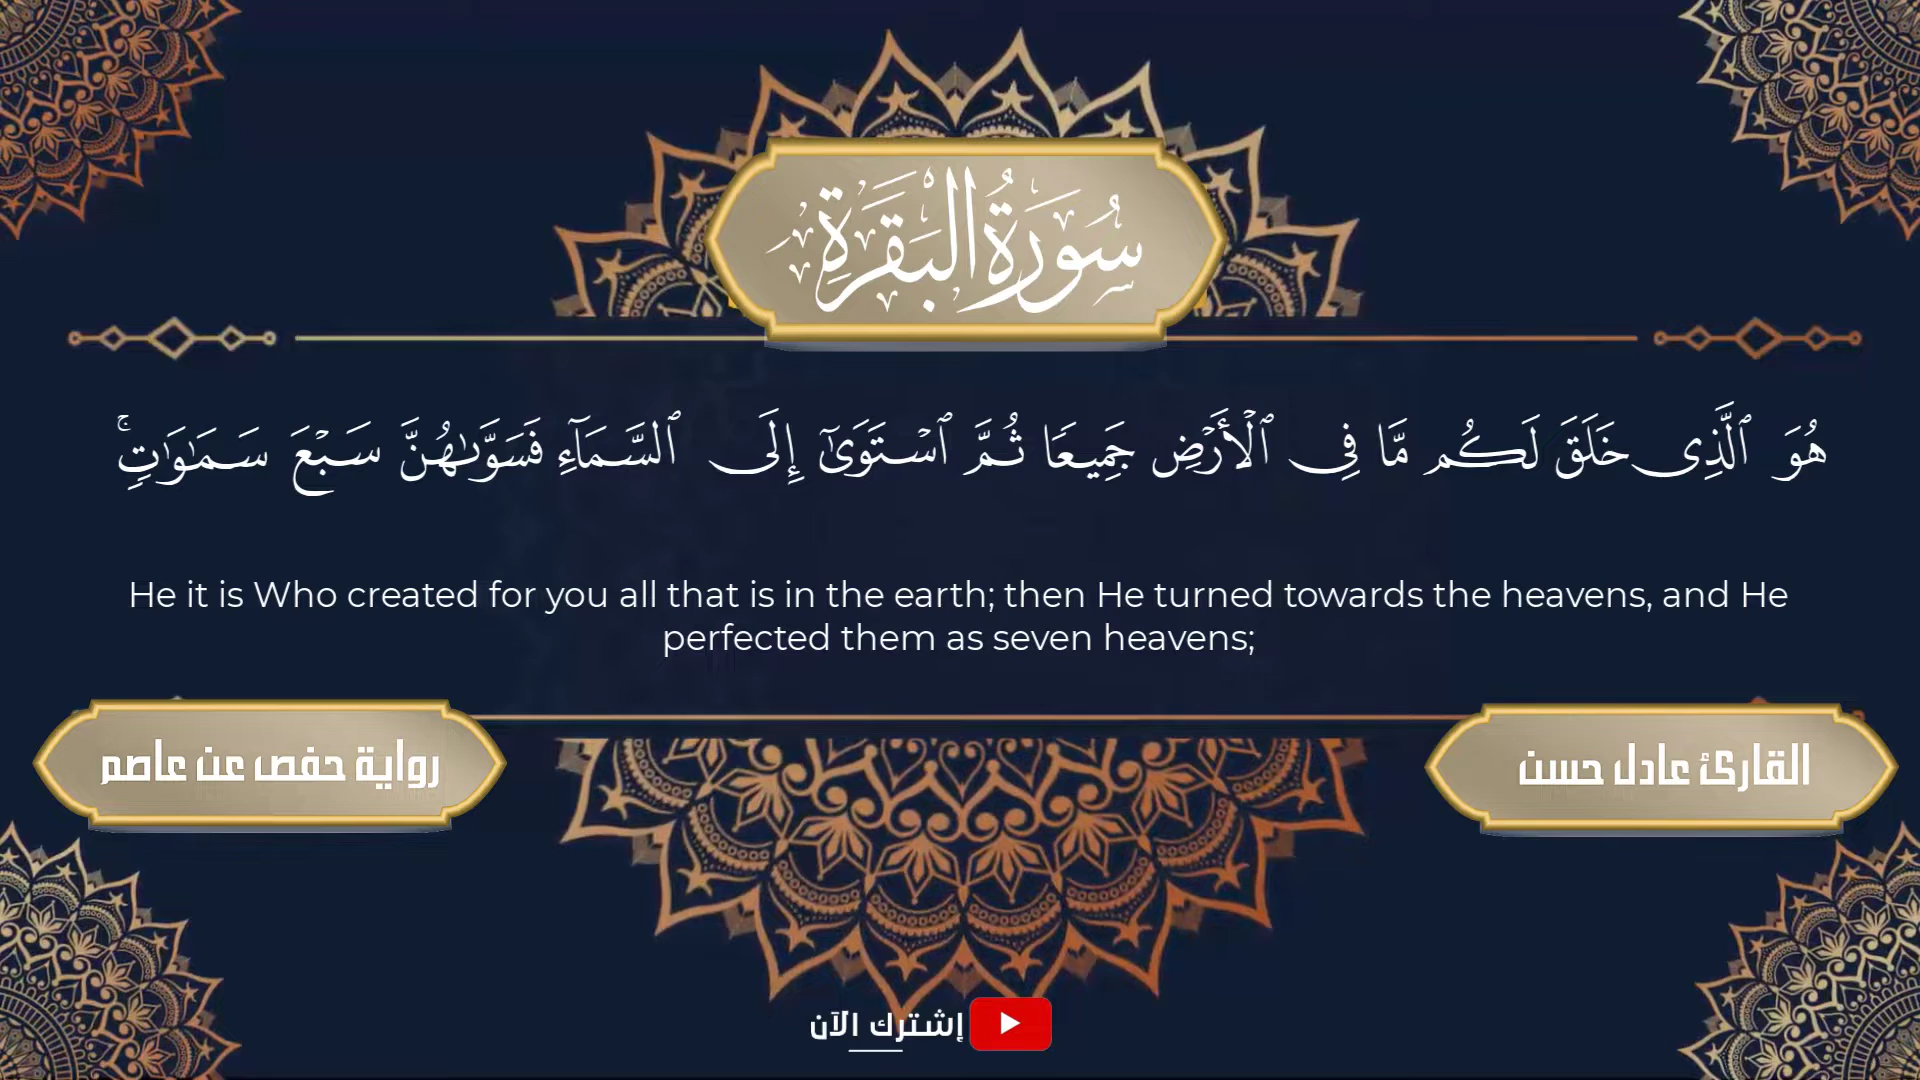 سُورَةُ البَقَرَةِ
هُوَ ٱلَّذِى خَلَقَ لَكُم مَّا فِى ٱلْأَرْضِ جَمِيعًا ثُمَّ ٱسْتَوَىٰٓ إِلَى ٱلسَّمَآءِ فَسَوَّىٰهُنَّ سَبْعَ سَمَٰوَٰتٍۢ ۚ
He it is Who created for you all that is in the earth; then He turned towards the heavens, and He
perfected them as seven heavens;
القارئ عادل حسن
رواية حفص عن عاصم
إشترك الآن